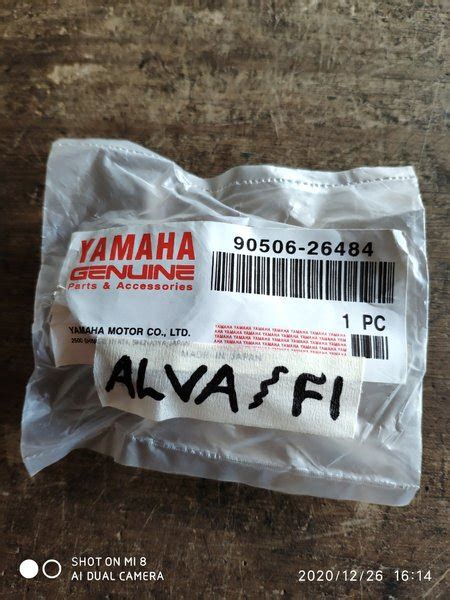 YAMAHA
GENUINE
Parts & Accessories
90506-26484
1 PC
YAMAHA MOTOR CO., LTD.
JAPAN
MADE IN JAPAN
ALVA / FI
SHOT ON MI 8
AI DUAL CAMERA
2020/12/26 16:14